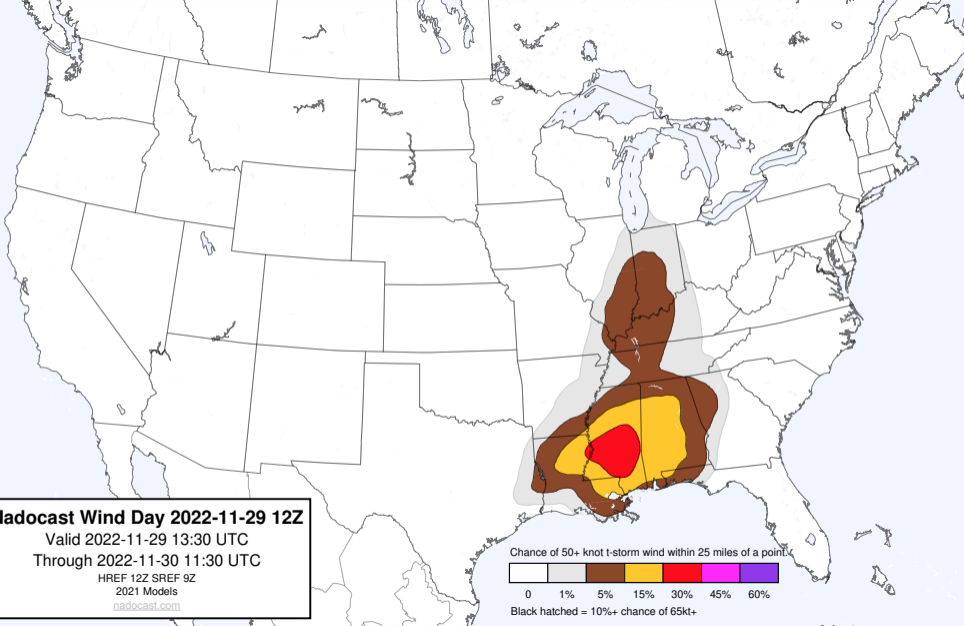 adocast Wind Day 2022-11-29 12Z
Valid 2022-11-29 13:30 UTC
Through 2022-11-30 11:30 UTC
HREF 12Z SREF 9Z
2021 Models
nadocast.com
Chance of 50+ knot t-storm wind within 25 miles of a point.
0 1% 5% 15% 30% 45% 60%
Black hatched = 10%+ chance of 65kt+